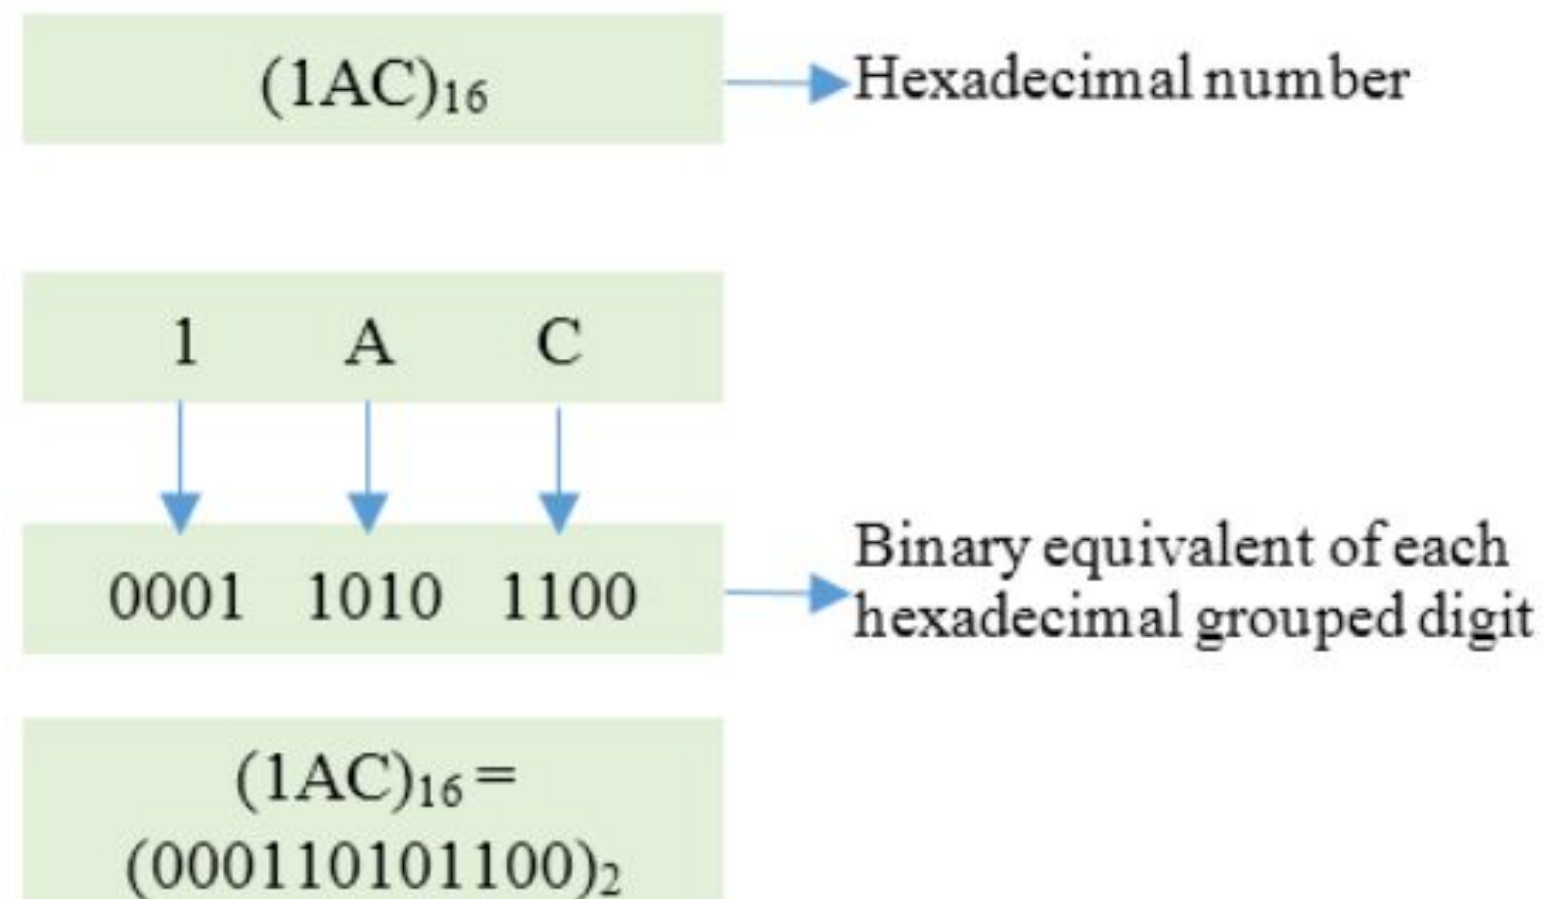 (1AC)₁₆
Hexadecimal number
1 A C
0001 1010 1100
Binary equivalent of each
hexadecimal grouped digit
(1AC)₁₆ =
(000110101100)₂